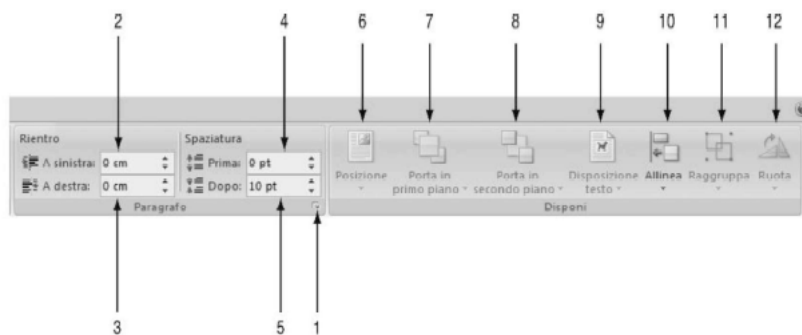 2 4 6 7 8 9 10 11 12
Rientro Spaziatura
A sinistra: 0 cm Prima: 0 pt
A destra: 0 cm Dopo: 10 pt
Posizione Porta in primo piano Porta in secondo piano Disposizione testo Allinea Raggruppa Ruota
Paragrafo Disponi
3 5 1